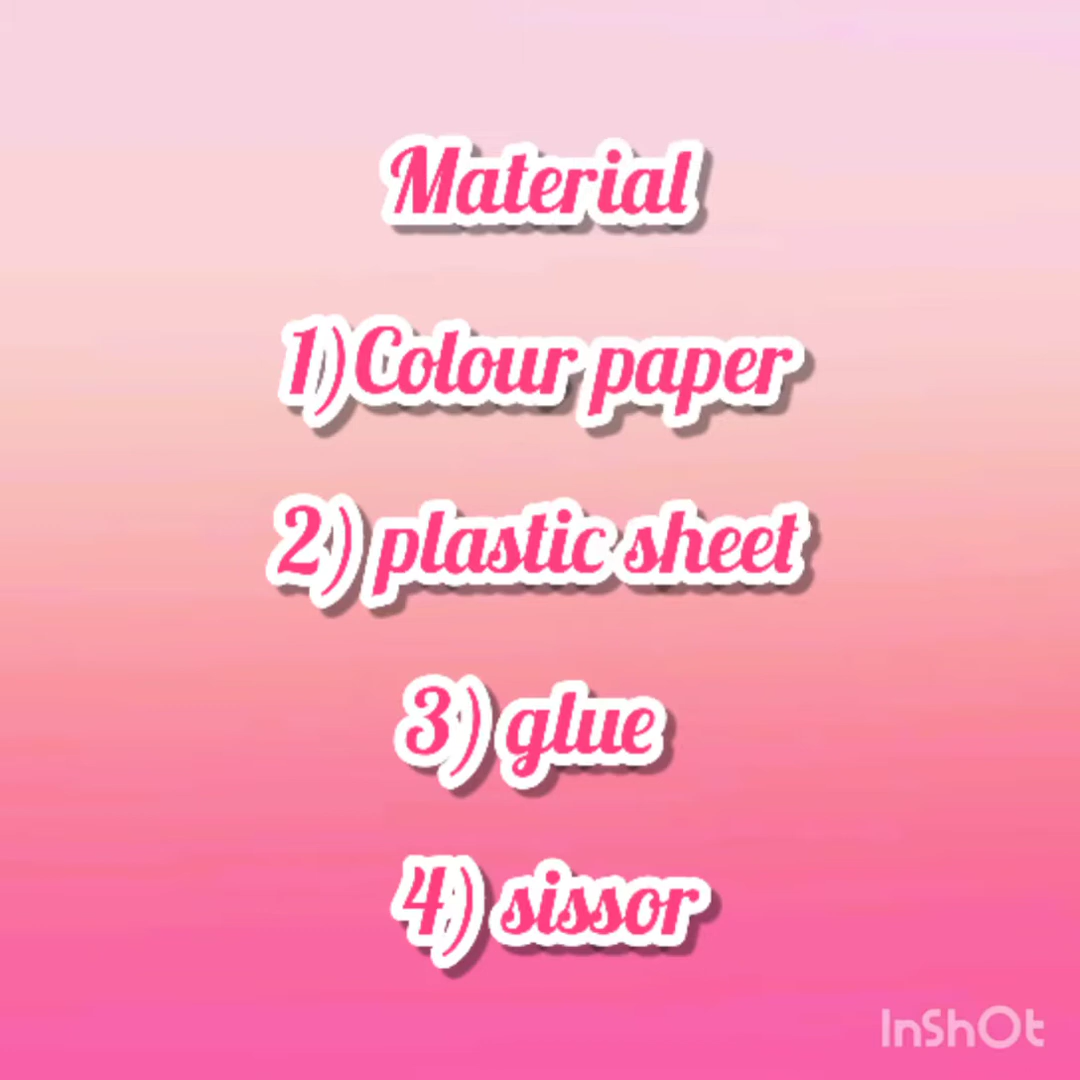 Material
1)Colour paper
2) plastic sheet
3) glue
4) sissor
InShOt